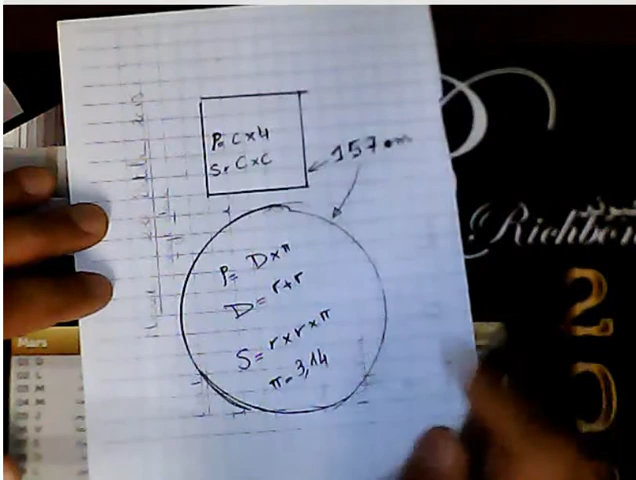 P= C x 4
S= C x C
157 cm
P= D x π
D= r + r
S= r x r x π
π= 3,14
Richbon
20
Mars